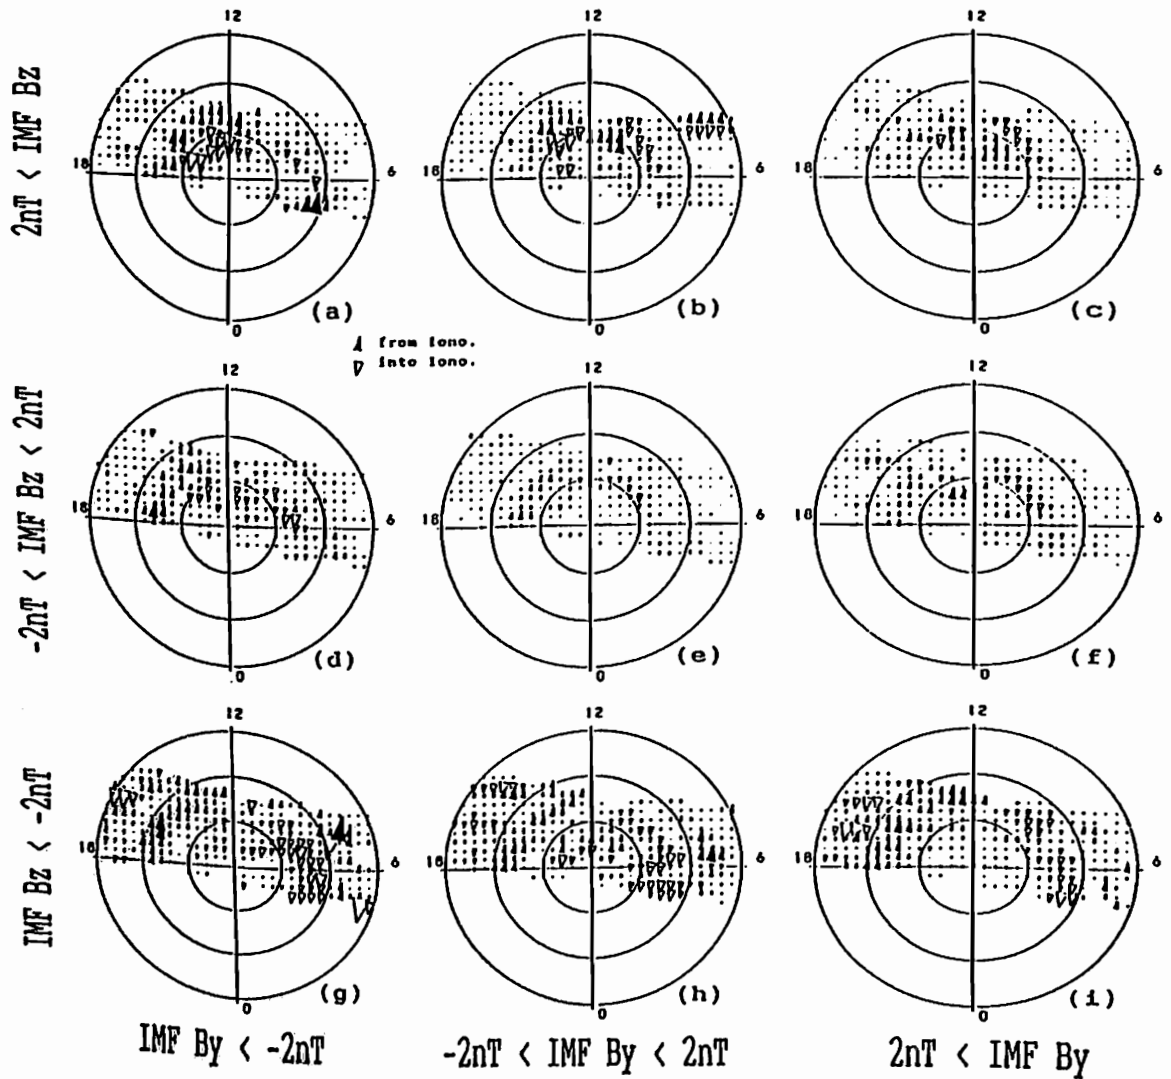 12 12 12
2nT < IMF Bz
18 6 18 6 18 6
(a) (b) (c)
0 0 0
from iono.
into iono.
12 12 12
-2nT < IMF Bz < 2nT
18 6 18 6 18 6
(d) (e) (f)
0 0 0
12 12 12
IMF Bz < -2nT
18 6 18 6 18 6
(g) (h) (i)
0 0 0
IMF By < -2nT -2nT < IMF By < 2nT 2nT < IMF By